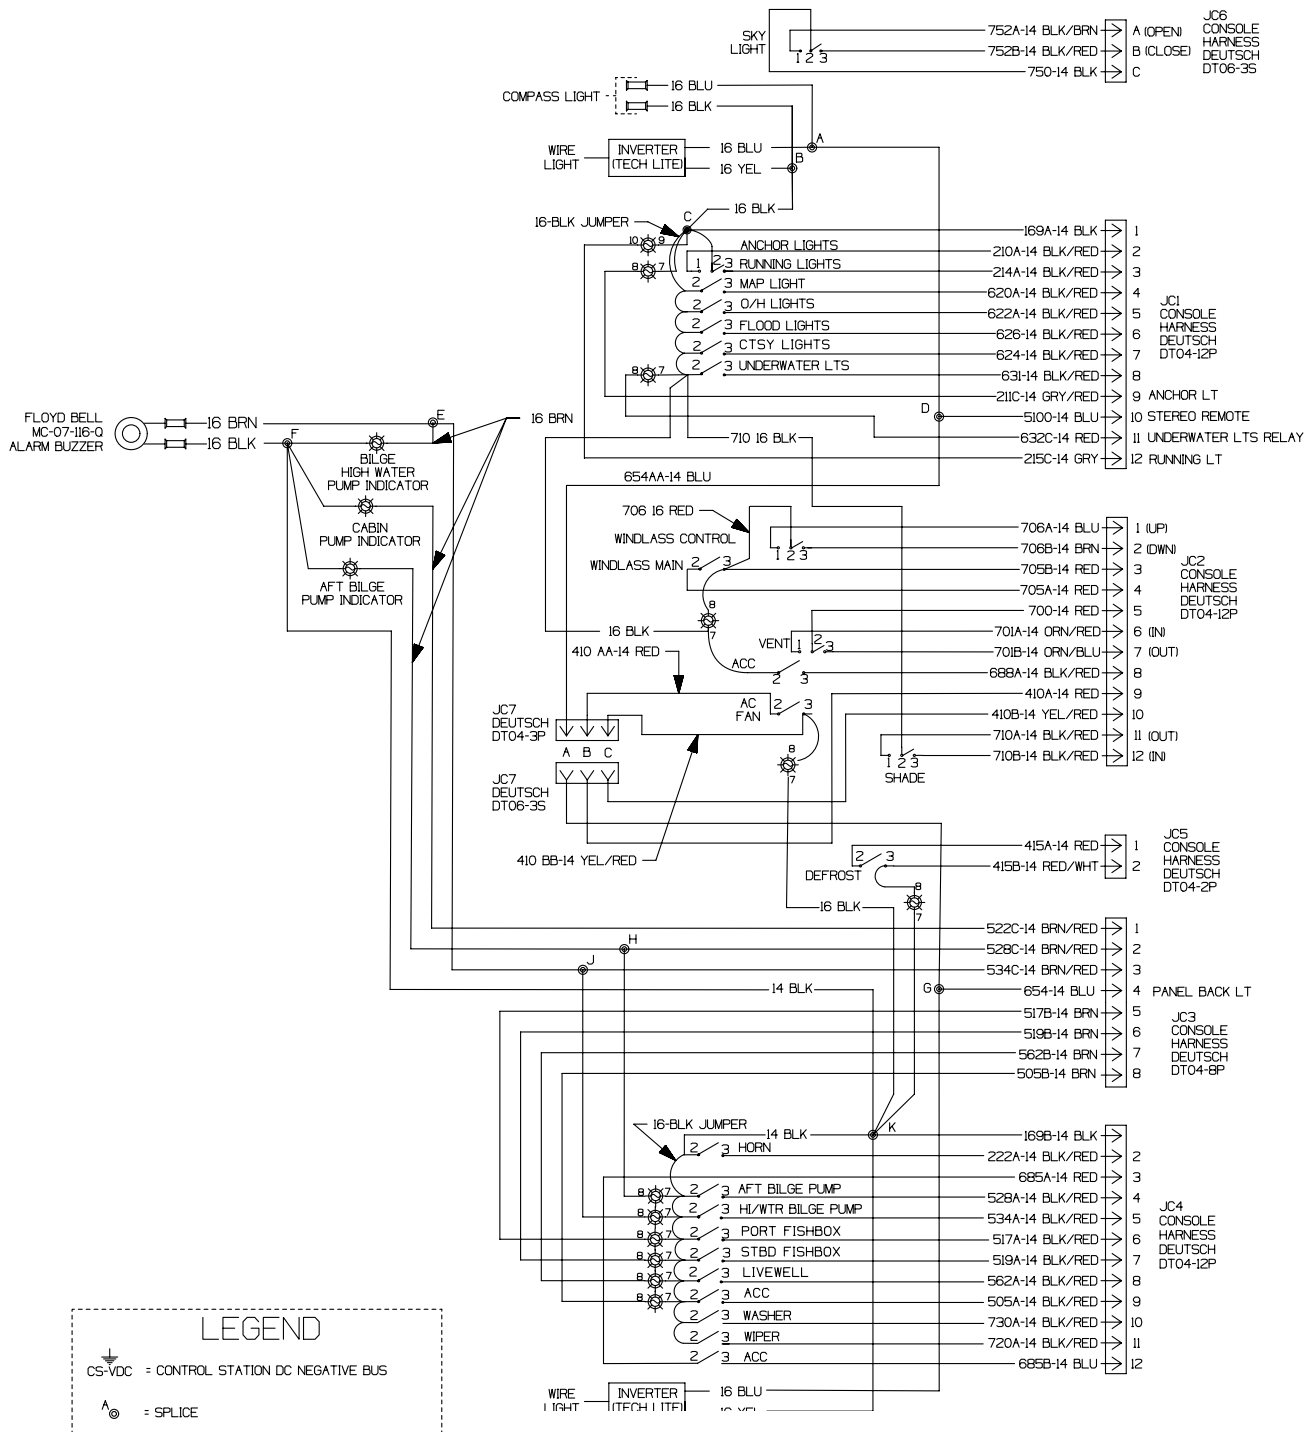 SKY
LIGHT
1 2 3
752A-14 BLK/BRN
A (OPEN)
752B-14 BLK/RED
B (CLOSE)
750-14 BLK
C
JC6
CONSOLE
HARNESS
DEUTSCH
DT06-3S
COMPASS LIGHT
16 BLU
16 BLK
WIRE
LIGHT
INVERTER
(TECH LITE)
16 BLU
16 YEL
A
B
16 BLK
16-BLK JUMPER
C
10 9
8 7
ANCHOR LIGHTS
1 2 3 RUNNING LIGHTS
2 3 MAP LIGHT
2 3 O/H LIGHTS
2 3 FLOOD LIGHTS
2 3 CTSY LIGHTS
8 7
2 3 UNDERWATER LTS
169A-14 BLK 1
210A-14 BLK/RED 2
214A-14 BLK/RED 3
620A-14 BLK/RED 4
622A-14 BLK/RED 5
626-14 BLK/RED 6
624-14 BLK/RED 7
631-14 BLK/RED 8
211C-14 GRY/RED 9 ANCHOR LT
D
5100-14 BLU 10 STEREO REMOTE
632C-14 RED 11 UNDERWATER LTS RELAY
215C-14 GRY 12 RUNNING LT
JC1
CONSOLE
HARNESS
DEUTSCH
DT04-12P
FLOYD BELL
MC-07-116-Q
ALARM BUZZER
16 BRN
16 BLK
E
F
16 BRN
BILGE
HIGH WATER
PUMP INDICATOR
CABIN
PUMP INDICATOR
AFT BILGE
PUMP INDICATOR
710 16 BLK
654AA-14 BLU
706 16 RED
WINDLASS CONTROL
1 2 3
WINDLASS MAIN 2 3
8
7
16 BLK
VENT 1 2 3
410 AA-14 RED
ACC
2 3
AC
FAN
2 3
8
7
706A-14 BLU 1 (UP)
706B-14 BRN 2 (DWN)
705B-14 RED 3
705A-14 RED 4
700-14 RED 5
701A-14 ORN/RED 6 (IN)
701B-14 ORN/BLU 7 (OUT)
688A-14 BLK/RED 8
410A-14 RED 9
410B-14 YEL/RED 10
710A-14 BLK/RED 11 (OUT)
710B-14 BLK/RED 12 (IN)
1 2 3
SHADE
JC2
CONSOLE
HARNESS
DEUTSCH
DT04-12P
JC7
DEUTSCH
DT04-3P
A B C
JC7
DEUTSCH
DT06-3S
410 BB-14 YEL/RED
DEFROST
2 3
8
7
16 BLK
415A-14 RED 1
415B-14 RED/WHT 2
JC5
CONSOLE
HARNESS
DEUTSCH
DT04-2P
H
J
14 BLK
G
522C-14 BRN/RED 1
528C-14 BRN/RED 2
534C-14 BRN/RED 3
654-14 BLU 4 PANEL BACK LT
517B-14 BRN 5
519B-14 BRN 6
562B-14 BRN 7
505B-14 BRN 8
JC3
CONSOLE
HARNESS
DEUTSCH
DT04-8P
16-BLK JUMPER
14 BLK
K
2 3 HORN
8 7 2 3 AFT BILGE PUMP
8 7 2 3 HI/WTR BILGE PUMP
8 7 2 3 PORT FISHBOX
8 7 2 3 STBD FISHBOX
8 7 2 3 LIVEWELL
8 7 2 3 ACC
2 3 WASHER
2 3 WIPER
2 3 ACC
169B-14 BLK
222A-14 BLK/RED 2
685A-14 RED 3
528A-14 BLK/RED 4
534A-14 BLK/RED 5
517A-14 BLK/RED 6
519A-14 BLK/RED 7
562A-14 BLK/RED 8
505A-14 BLK/RED 9
730A-14 BLK/RED 10
720A-14 BLK/RED 11
685B-14 BLU 12
JC4
CONSOLE
HARNESS
DEUTSCH
DT04-12P
WIRE
LIGHT
INVERTER
(TECH LITE)
16 BLU
16 YEL
LEGEND
CS-VDC = CONTROL STATION DC NEGATIVE BUS
A = SPLICE